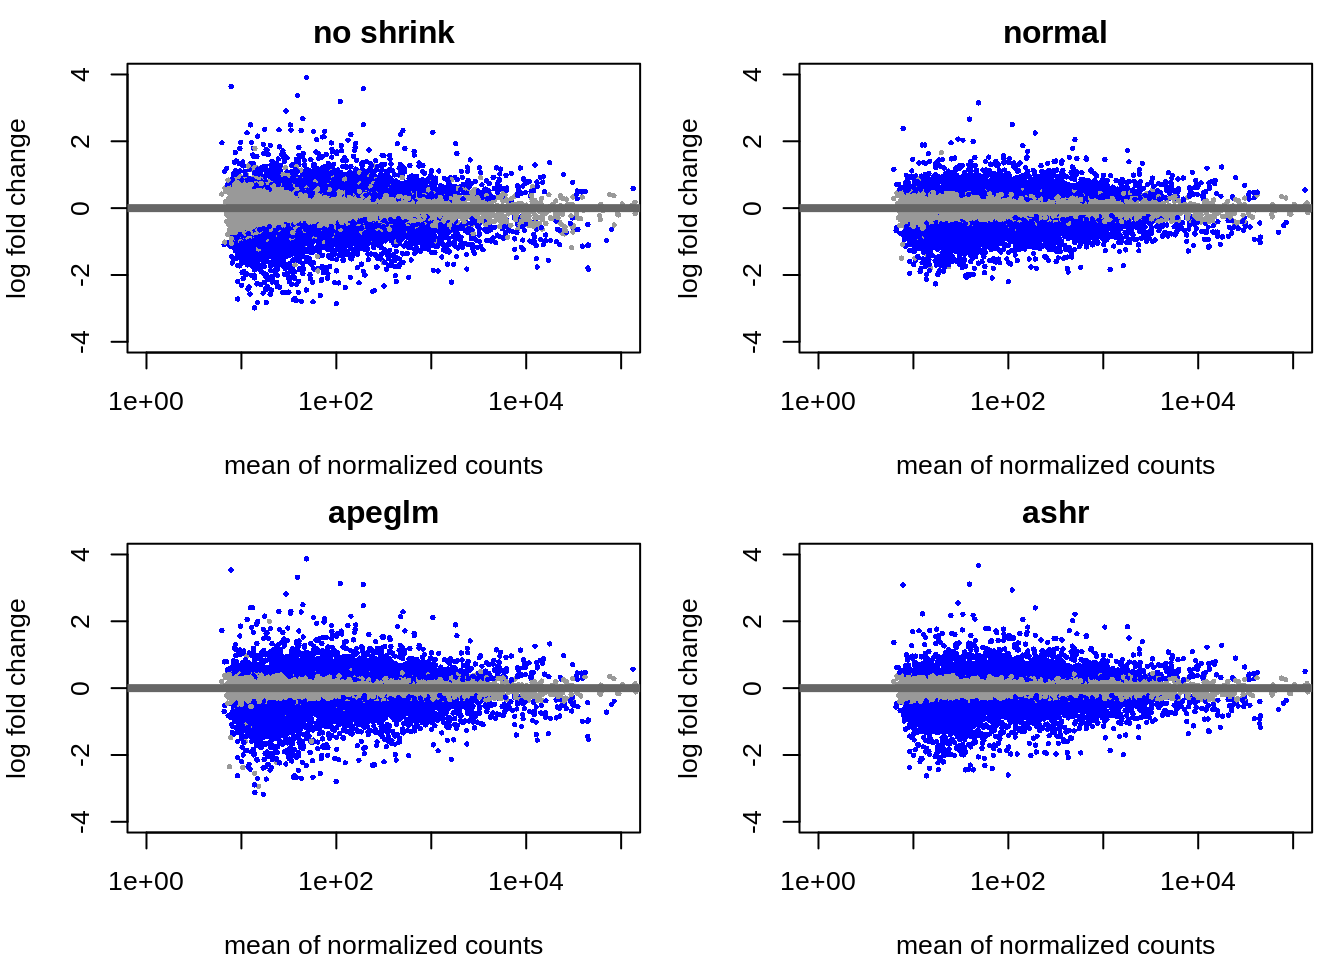 no shrink
4
2
0
-2
-4
log fold change
1e+00 1e+02 1e+04
mean of normalized counts
normal
4
2
0
-2
-4
log fold change
1e+00 1e+02 1e+04
mean of normalized counts
apeglm
4
2
0
-2
-4
log fold change
1e+00 1e+02 1e+04
mean of normalized counts
ashr
4
2
0
-2
-4
log fold change
1e+00 1e+02 1e+04
mean of normalized counts